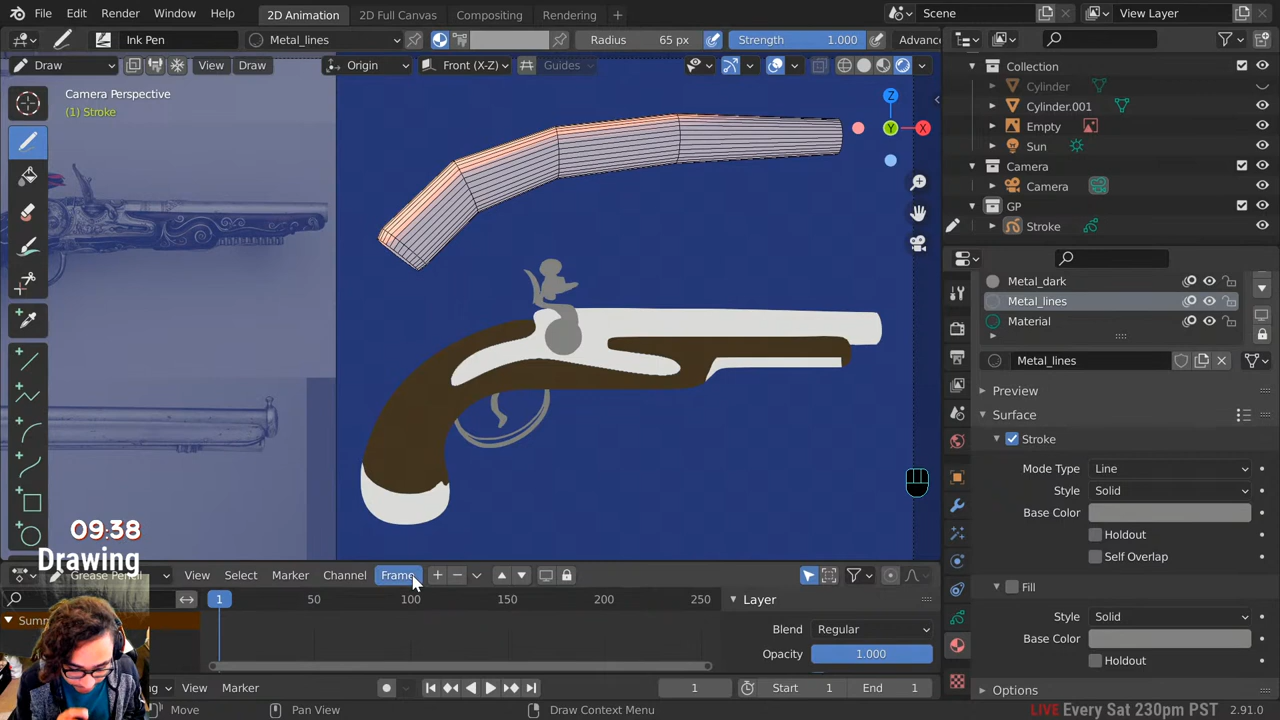 File Edit Render Window Help 2D Animation 2D Full Canvas Compositing Rendering + Scene View Layer
Ink Pen Metal_lines Radius 65 px Strength 1.000 Advanc
Draw View Draw Origin Front (X-Z) Guides
Camera Perspective
(1) Stroke
Z
Y
X
Collection
Cylinder
Cylinder.001
Empty
Sun
Camera
Camera
GP
Stroke
Metal_dark
Metal_lines
Material
Metal_lines
Preview
Surface
Stroke
Mode Type Line
Style Solid
Base Color
Holdout
Self Overlap
Fill
Style Solid
Base Color
Holdout
Options
09:38
Drawing
Grease Pencil View Select Marker Channel Frame
1 50 100 150 200 250
Summ
Layer
Blend Regular
Opacity 1.000
View Marker 1 Start 1 End 1
Move Pan View Draw Context Menu
LIVE Every Sat 230pm PST 2.91.0